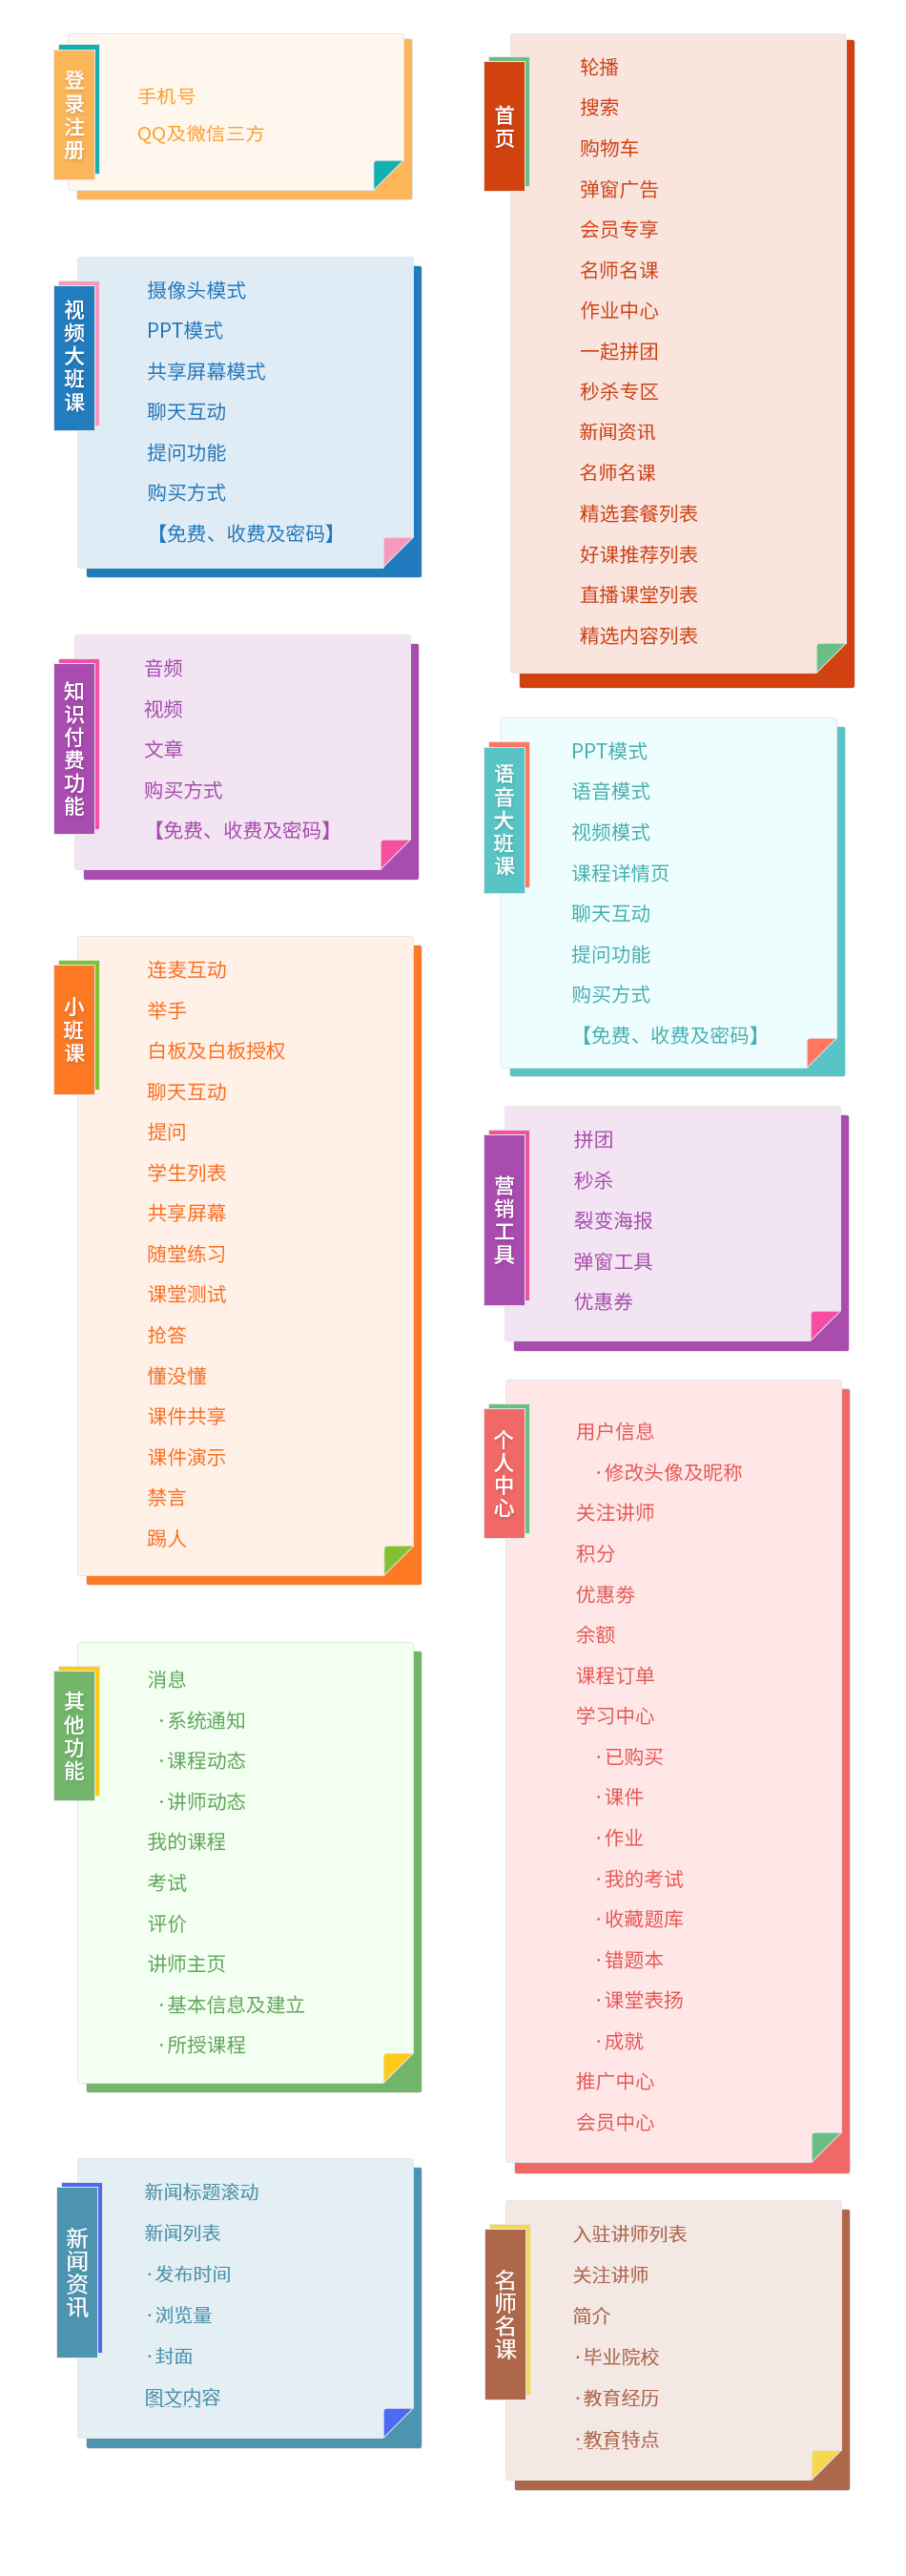 登录注册
手机号
QQ及微信三方
视频大班课
摄像头模式
PPT模式
共享屏幕模式
聊天互动
提问功能
购买方式
【免费、收费及密码】
知识付费功能
音频
视频
文章
购买方式
【免费、收费及密码】
小班课
连麦互动
举手
白板及白板授权
聊天互动
提问
学生列表
共享屏幕
随堂练习
课堂测试
抢答
懂没懂
课件共享
课件演示
禁言
踢人
其他功能
消息
·系统通知
·课程动态
·讲师动态
我的课程
考试
评价
讲师主页
·基本信息及建立
·所授课程
新闻资讯
新闻标题滚动
新闻列表
·发布时间
·浏览量
·封面
图文内容
首页
轮播
搜索
购物车
弹窗广告
会员专享
名师名课
作业中心
一起拼团
秒杀专区
新闻资讯
名师名课
精选套餐列表
好课推荐列表
直播课堂列表
精选内容列表
语音大班课
PPT模式
语音模式
视频模式
课程详情页
聊天互动
提问功能
购买方式
【免费、收费及密码】
营销工具
拼团
秒杀
裂变海报
弹窗工具
优惠券
个人中心
用户信息
·修改头像及昵称
关注讲师
积分
优惠券
余额
课程订单
学习中心
·已购买
·课件
·作业
·我的考试
·收藏题库
·错题本
·课堂表扬
·成就
推广中心
会员中心
名师名课
入驻讲师列表
关注讲师
简介
·毕业院校
·教育经历
·教育特点